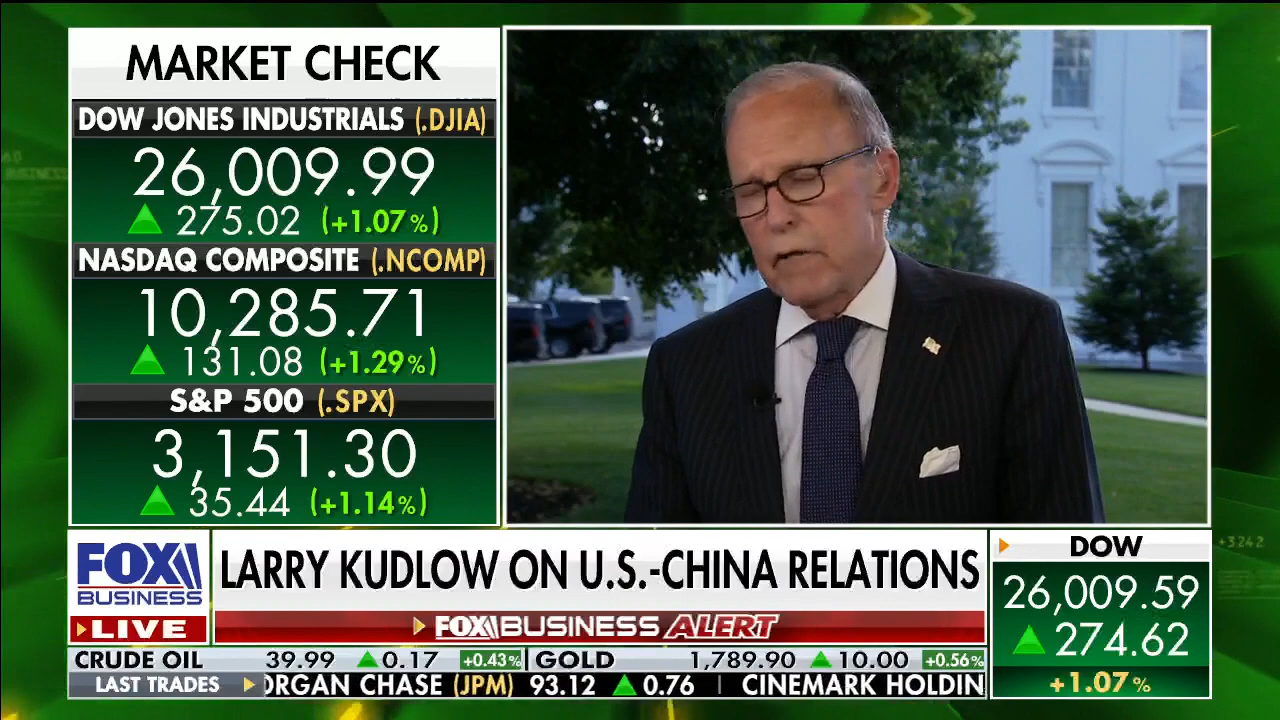 MARKET CHECK
DOW JONES INDUSTRIALS (.DJIA)
26,009.99
275.02 (+1.07%)
NASDAQ COMPOSITE (.NCOMP)
10,285.71
131.08 (+1.29%)
S&P 500 (.SPX)
3,151.30
35.44 (+1.14%)
FOX
BUSINESS
LIVE
LARRY KUDLOW ON U.S.-CHINA RELATIONS
FOX BUSINESS ALERT
DOW
26,009.59
274.62
+1.07%
CRUDE OIL 39.99 0.17 +0.43% GOLD 1,789.90 10.00 +0.56%
LAST TRADES ORGAN CHASE (JPM) 93.12 0.76 | CINEMARK HOLDIN
+3242